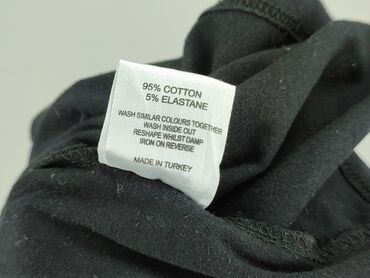 95% COTTON
5% ELASTANE
WASH SIMILAR COLOURS TOGETHER
WASH INSIDE OUT
RESHAPE WHILST DAMP
IRON ON REVERSE
MADE IN TURKEY